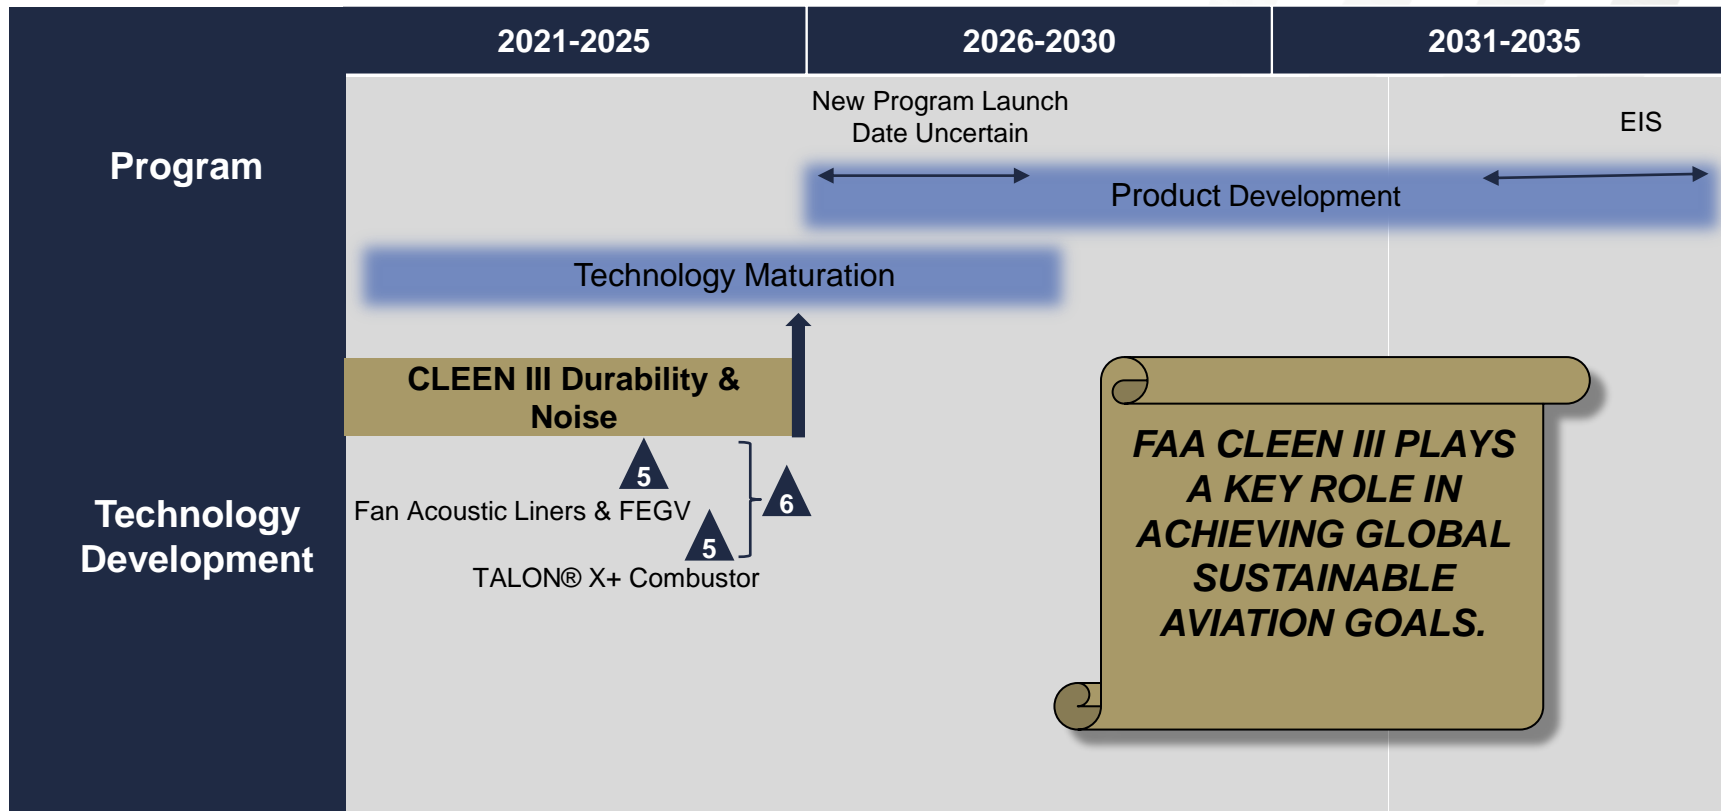 2021-2025
2026-2030
2031-2035
Program
New Program Launch
Date Uncertain
EIS
Product Development
Technology Maturation
Technology
Development
CLEEN III Durability &
Noise
5
6
Fan Acoustic Liners & FEGV
5
TALON® X+ Combustor
FAA CLEEN III PLAYS
A KEY ROLE IN
ACHIEVING GLOBAL
SUSTAINABLE
AVIATION GOALS.